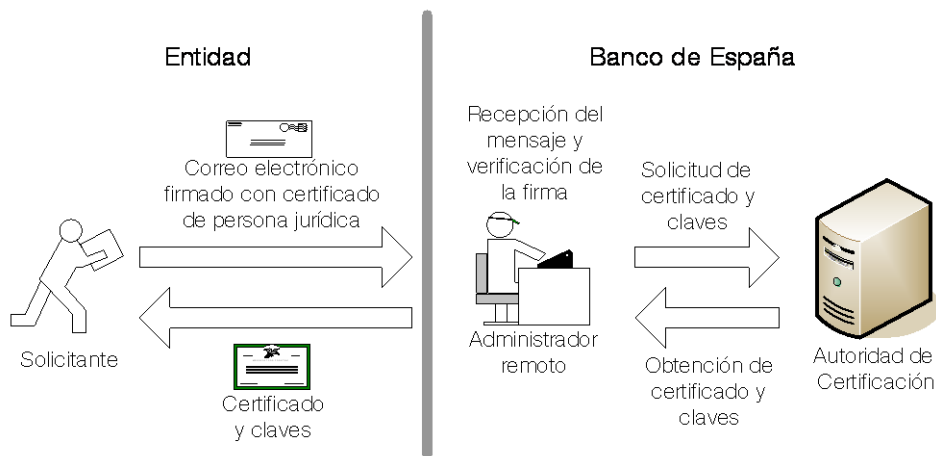 Entidad
Banco de España
Correo electrónico
firmado con certificado
de persona jurídica
Recepción del
mensaje y
verificación de
la firma
Solicitud de
certificado y
claves
Solicitante
Certificado
y claves
Administrador
remoto
Obtención de
certificado y
claves
Autoridad de
Certificación